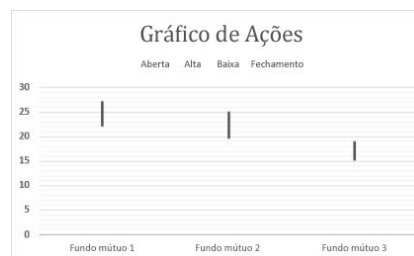 Gráfico de Ações
Aberta Alta Baixa Fechamento
30
25
20
15
10
5
0
Fundo mútuo 1 Fundo mútuo 2 Fundo mútuo 3